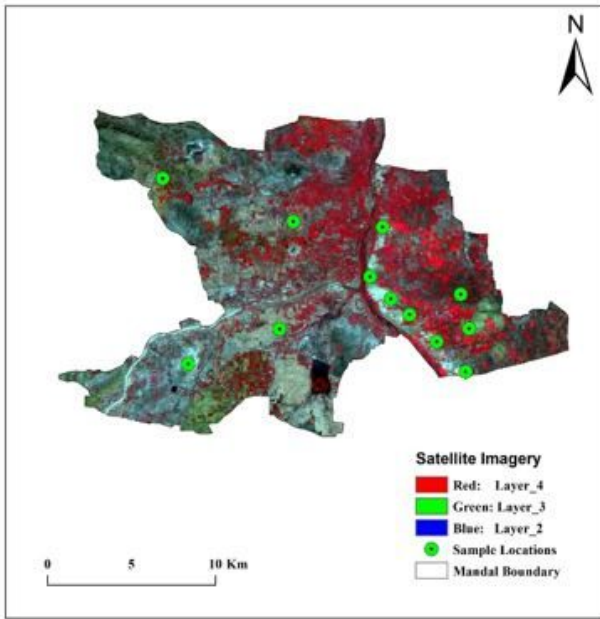 N
Satellite Imagery
Red: Layer_4
Green: Layer_3
Blue: Layer_2
Sample Locations
Mandal Boundary
0 5 10 Km